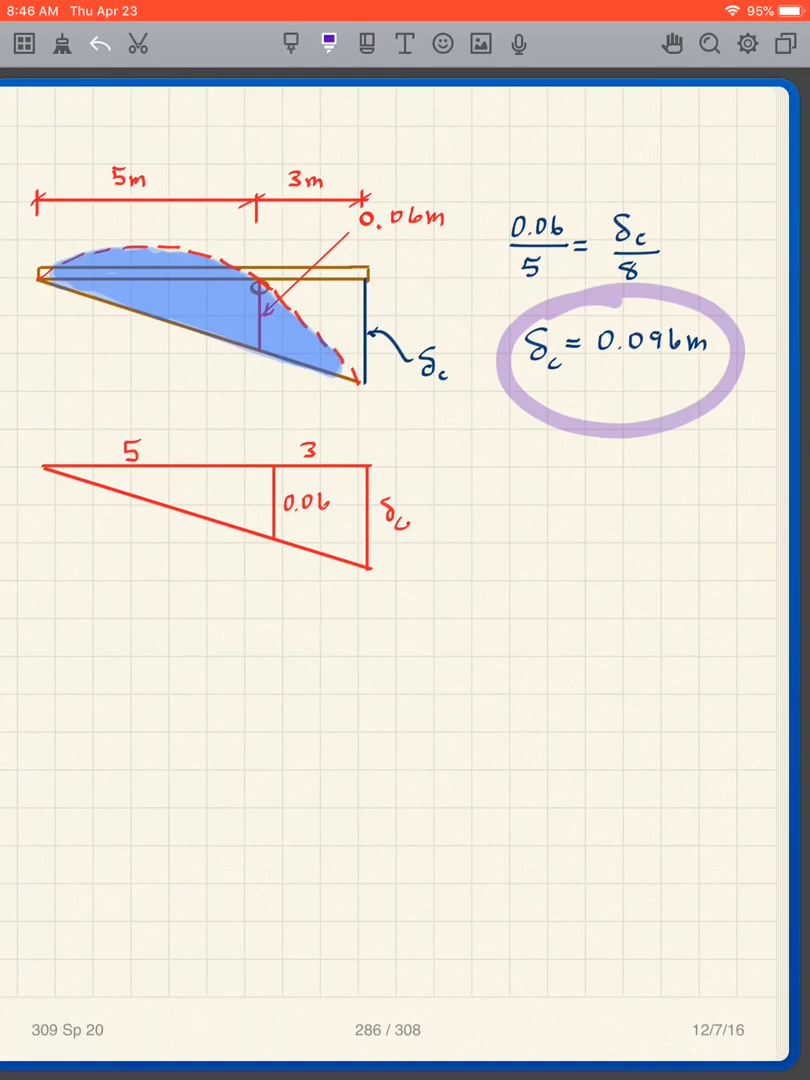 8:46 AM Thu Apr 23 95%
5m 3m
0.06m
0.06/5 = δc/8
δc = 0.096m
δc
5 3
0.06 δc
309 Sp 20 286 / 308 12/7/16